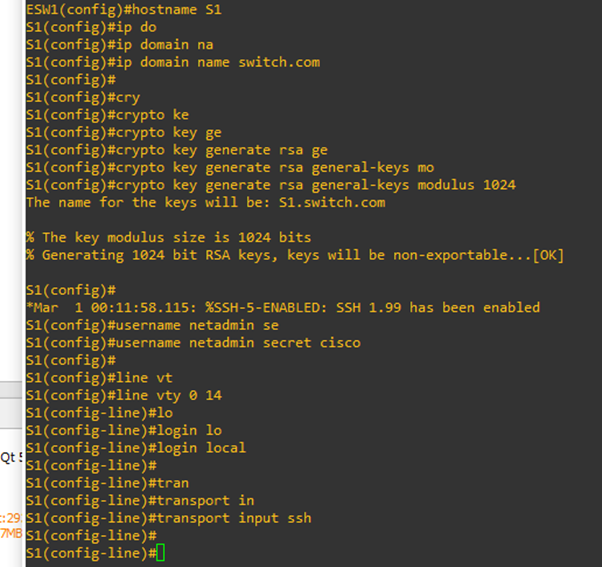 ESW1(config)#hostname S1
S1(config)#ip do
S1(config)#ip domain na
S1(config)#ip domain name switch.com
S1(config)#
S1(config)#cry
S1(config)#crypto ke
S1(config)#crypto key ge
S1(config)#crypto key generate rsa ge
S1(config)#crypto key generate rsa general-keys mo
S1(config)#crypto key generate rsa general-keys modulus 1024
The name for the keys will be: S1.switch.com
% The key modulus size is 1024 bits
% Generating 1024 bit RSA keys, keys will be non-exportable...[OK]
S1(config)#
*Mar  1 00:11:58.115: %SSH-5-ENABLED: SSH 1.99 has been enabled
S1(config)#username netadmin se
S1(config)#username netadmin secret cisco
S1(config)#
S1(config)#line vt
S1(config)#line vty 0 14
S1(config-line)#lo
S1(config-line)#login lo
S1(config-line)#login local
S1(config-line)#
S1(config-line)#tran
S1(config-line)#transport in
S1(config-line)#transport input ssh
S1(config-line)#
S1(config-line)#
Qt 5
:29.
7MB